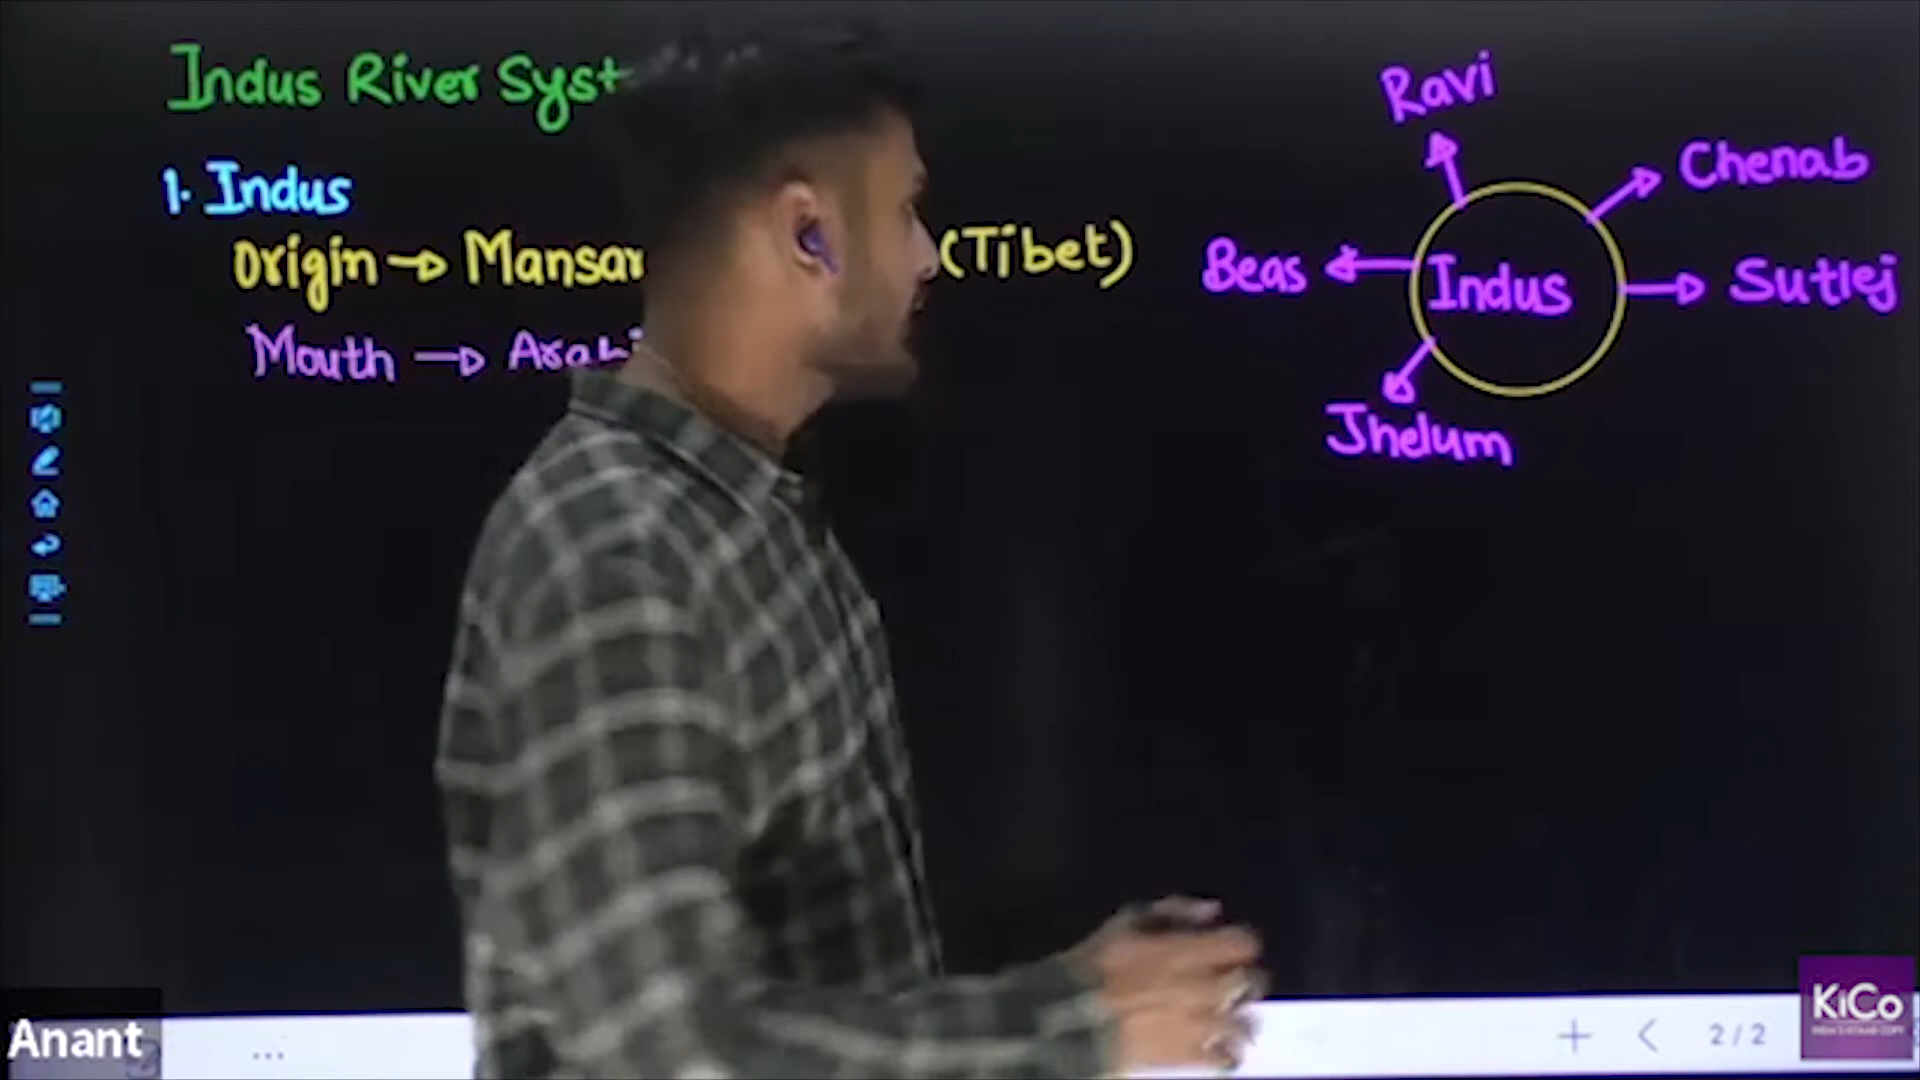 Indus River Syst
1. Indus
Origin → Mansar (Tibet)
Mouth → Arabi
Ravi
Chenab
Beas
Indus
Sutlej
Jhelum
Anant
...
+ < 2/2
KiCo